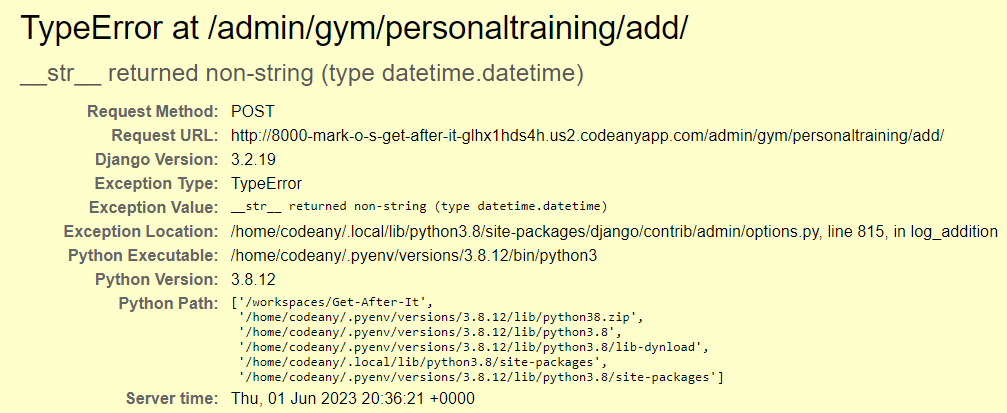 TypeError at /admin/gym/personaltraining/add/
__str__ returned non-string (type datetime.datetime)
Request Method: POST
Request URL: http://8000-mark-o-s-get-after-it-glhx1hds4h.us2.codeanyapp.com/admin/gym/personaltraining/add/
Django Version: 3.2.19
Exception Type: TypeError
Exception Value: __str__ returned non-string (type datetime.datetime)
Exception Location: /home/codeany/.local/lib/python3.8/site-packages/django/contrib/admin/options.py, line 815, in log_addition
Python Executable: /home/codeany/.pyenv/versions/3.8.12/bin/python3
Python Version: 3.8.12
Python Path: ['/workspaces/Get-After-It',
'/home/codeany/.pyenv/versions/3.8.12/lib/python38.zip',
'/home/codeany/.pyenv/versions/3.8.12/lib/python3.8',
'/home/codeany/.pyenv/versions/3.8.12/lib/python3.8/lib-dynload',
'/home/codeany/.local/lib/python3.8/site-packages',
'/home/codeany/.pyenv/versions/3.8.12/lib/python3.8/site-packages']
Server time: Thu, 01 Jun 2023 20:36:21 +0000